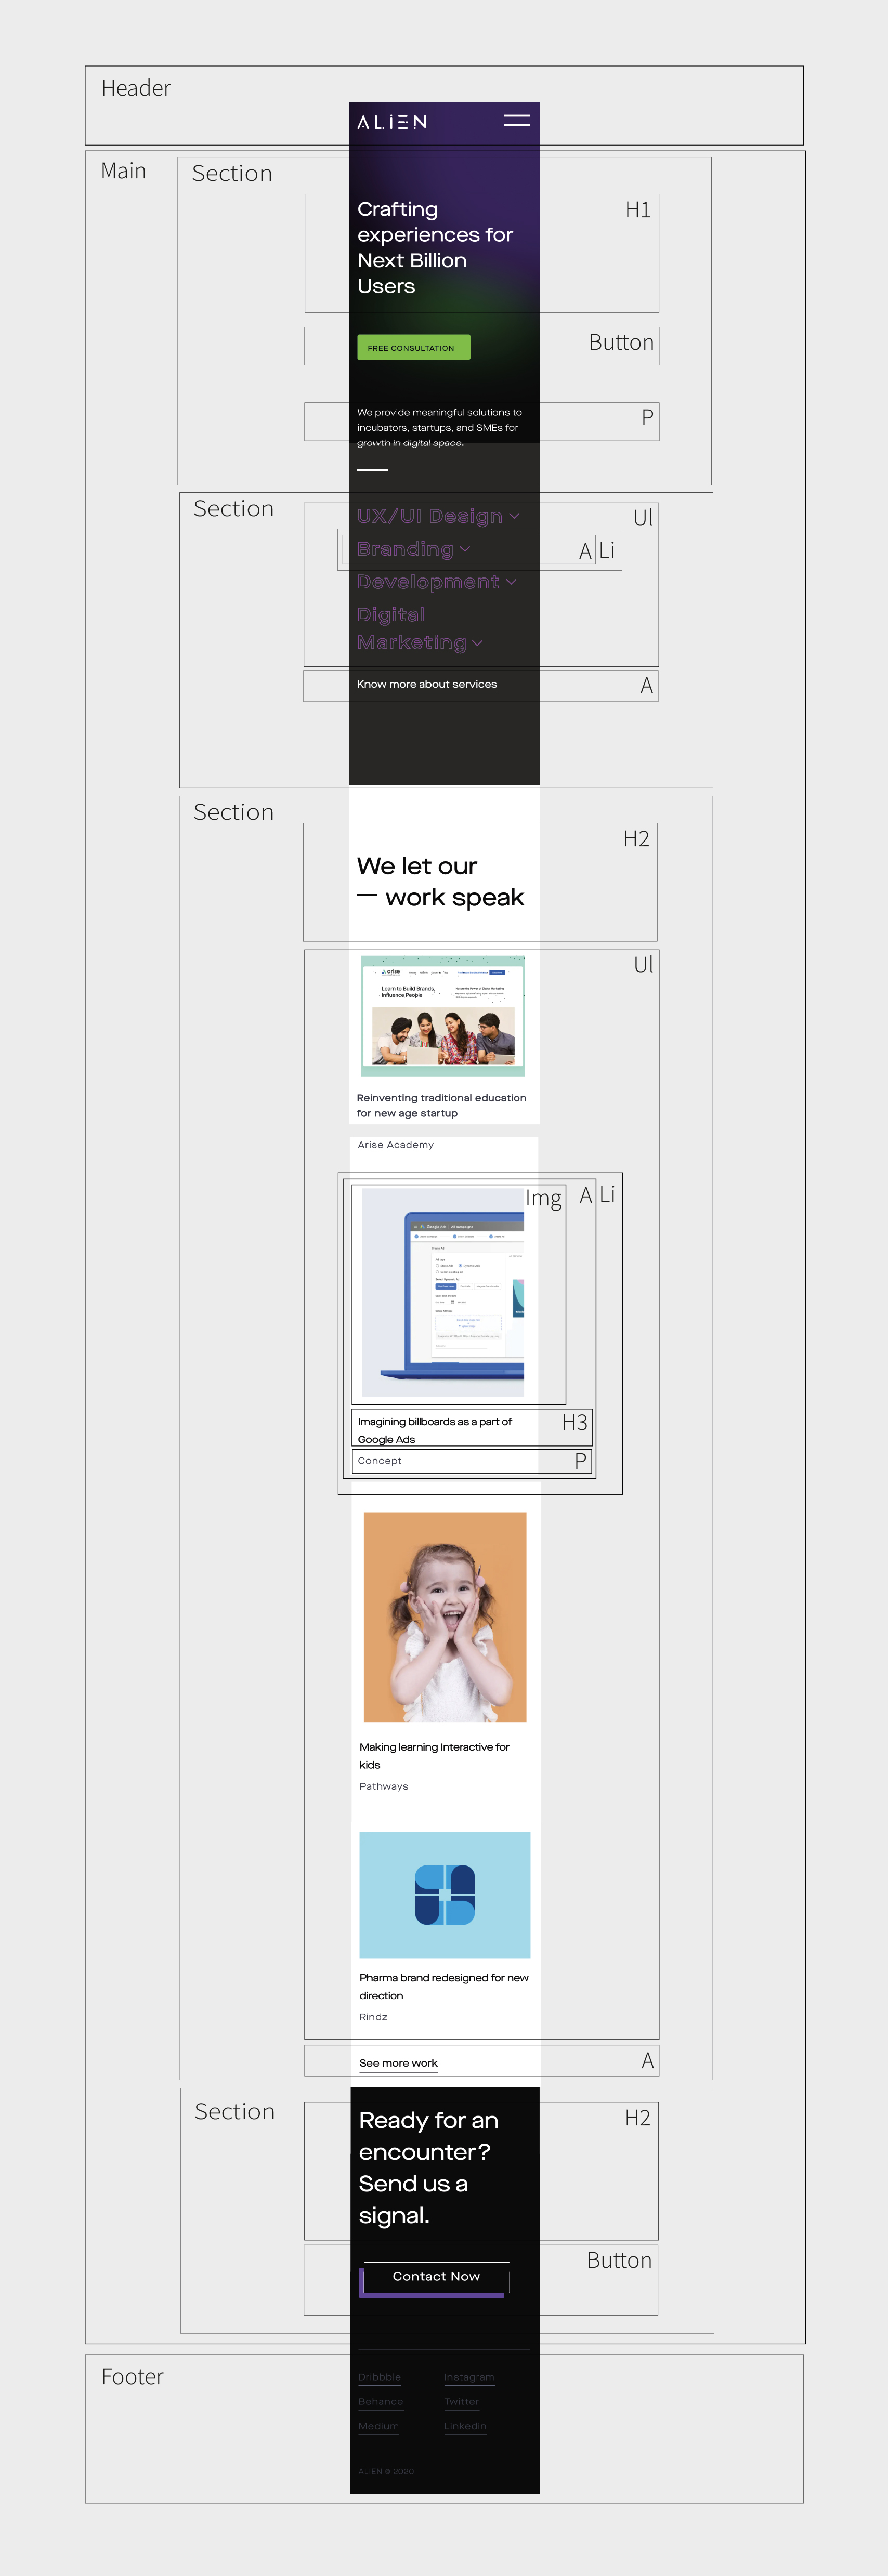 Header
ALIEN
Main
Section
H1
Crafting
experiences for
Next Billion
Users
Button
FREE CONSULTATION
P
We provide meaningful solutions to
incubators, startups, and SMEs for
growth in digital space.
Section
Ul
UX/UI Design
A Li
Branding
Development
Digital
Marketing
Know more about services
A
Section
H2
We let our
— work speak
Ul
arise
Learn to Build Brands,
Influence People
Reinventing traditional education
for new age startup
Arise Academy
Img A Li
Imagining billboards as a part of
Google Ads
H3
Concept
P
Making learning Interactive for
kids
Pathways
Pharma brand redesigned for new
direction
Rindz
See more work
A
Section
H2
Ready for an
encounter?
Send us a
signal.
Button
Contact Now
Footer
Dribbble Instagram
Behance Twitter
Medium Linkedin
ALIEN © 2020